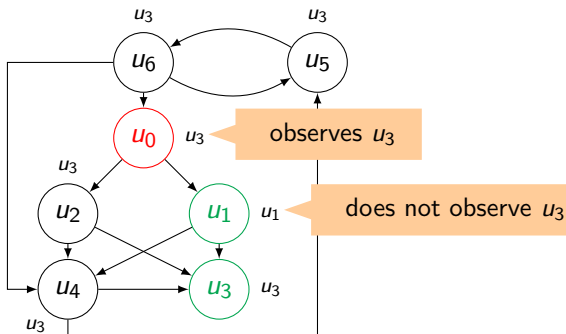 u₃ u₃
u₆ u₅
u₀ u₃ observes u₃
u₃
u₂ u₁ u₁ does not observe u₃
u₄ u₃ u₃
u₃